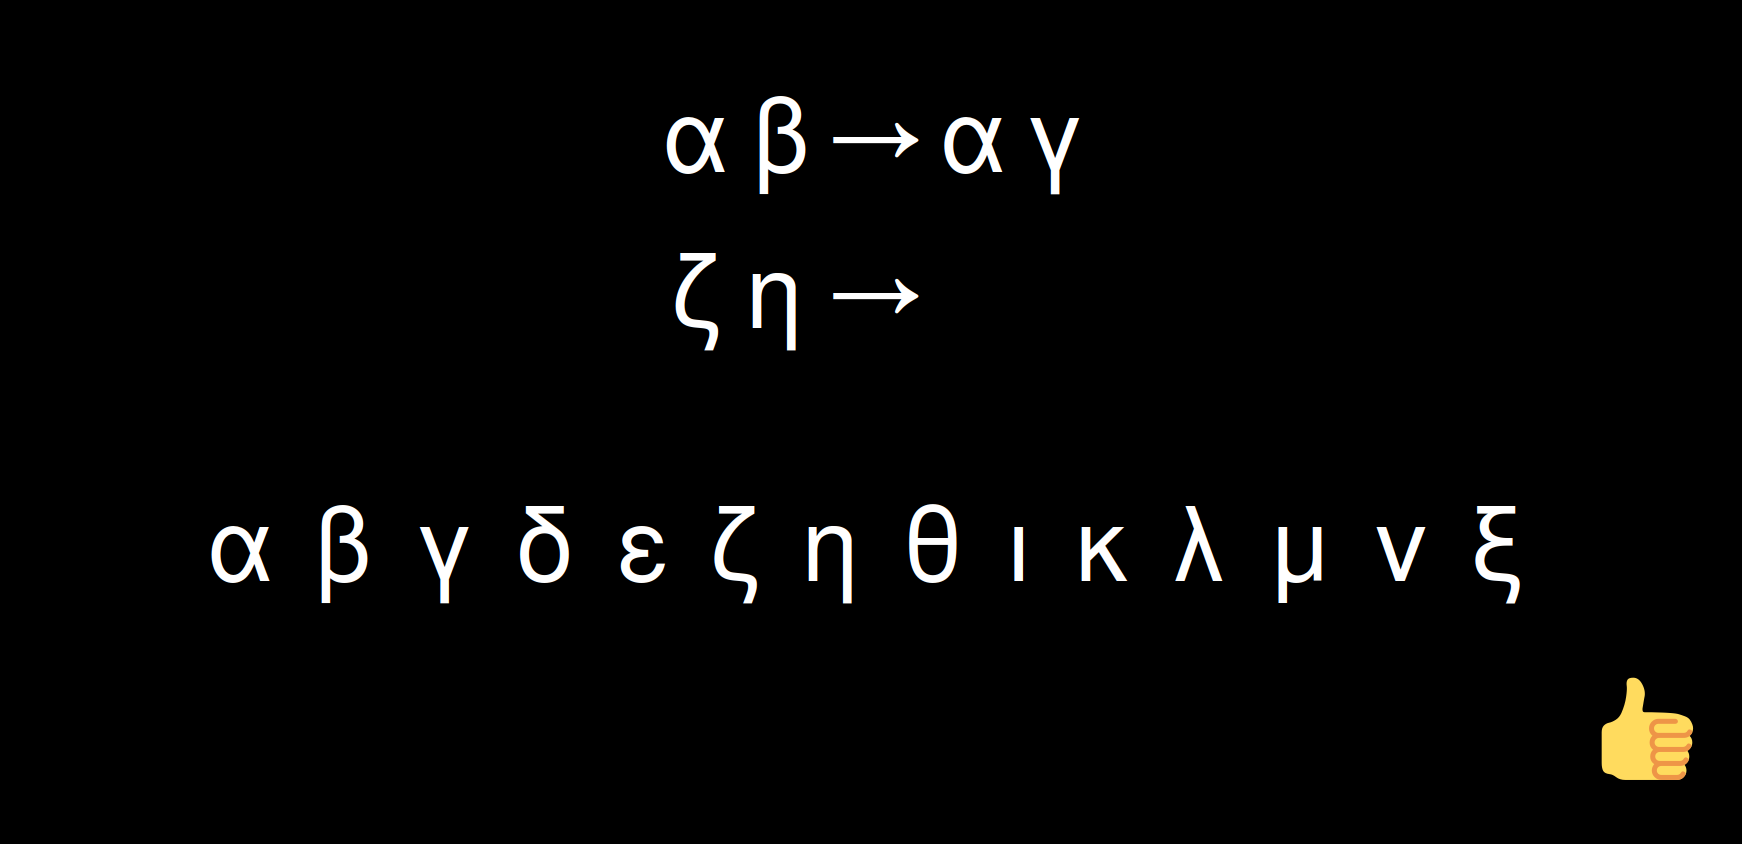 α β → α γ
ζ η →
α β γ δ ε ζ η θ ι κ λ μ ν ξ